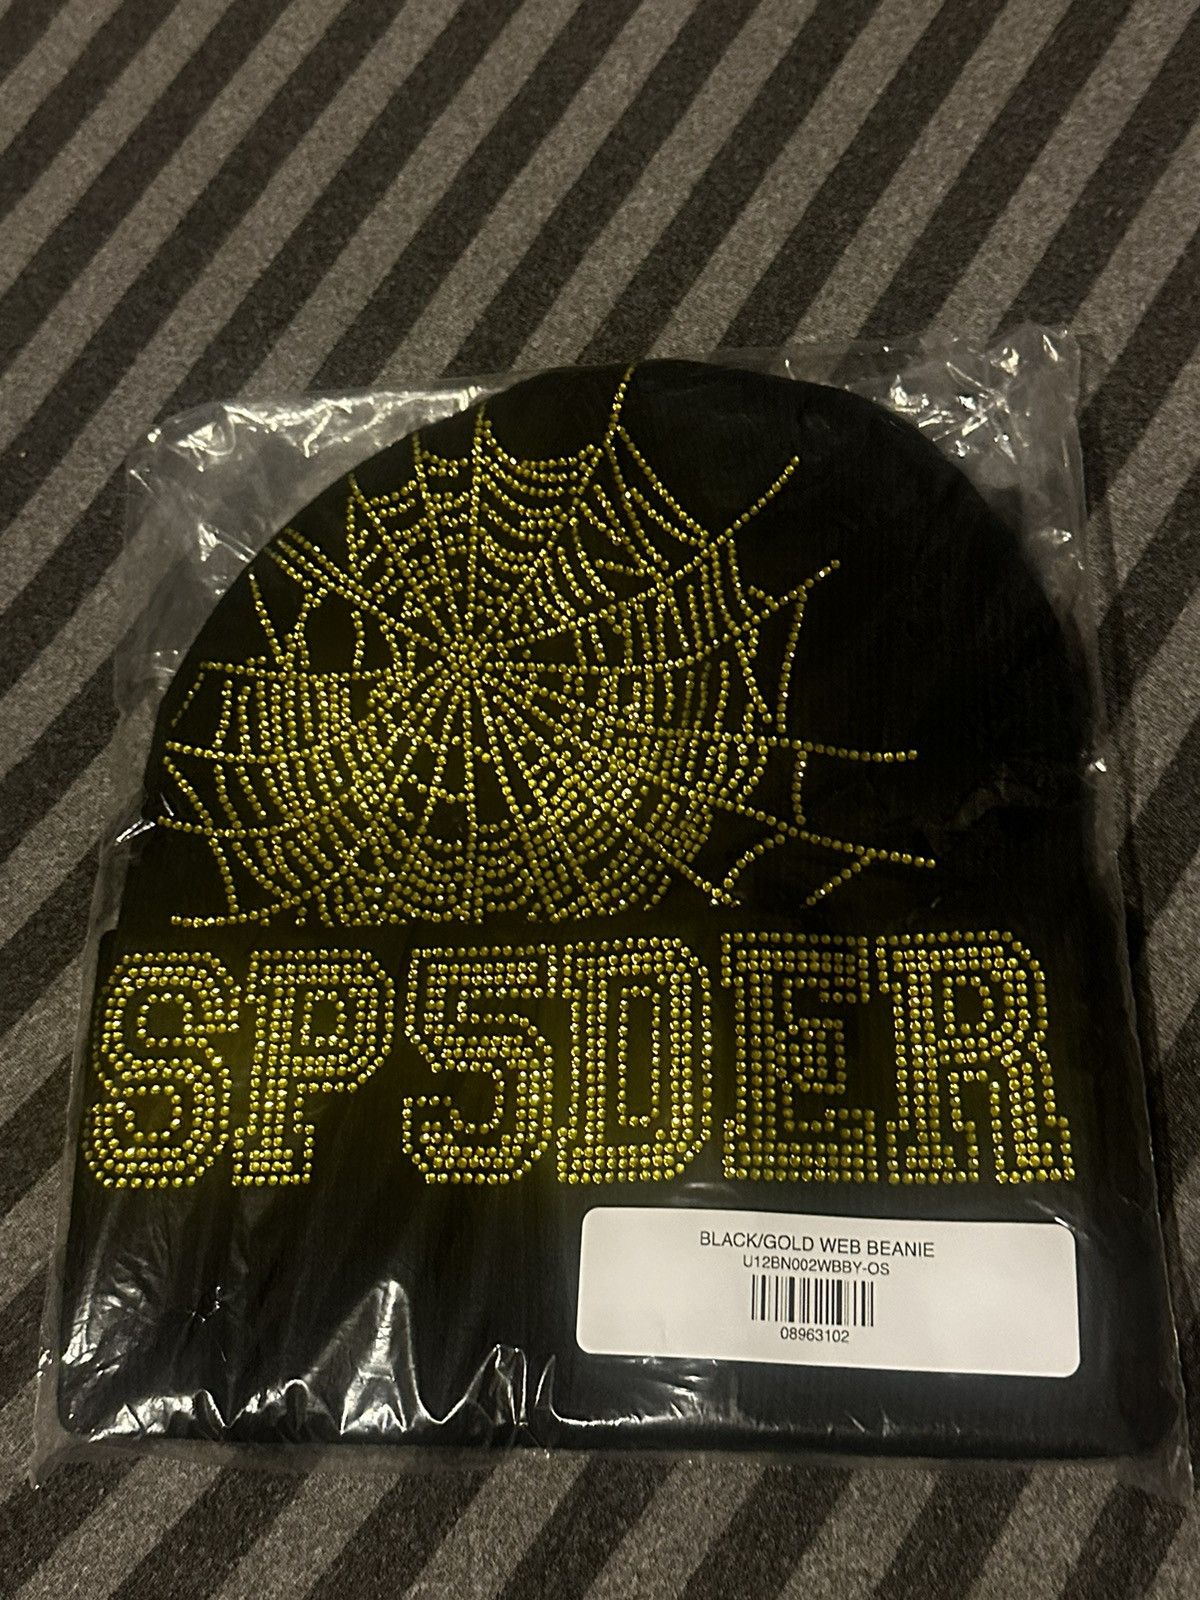 SP5DER
BLACK/GOLD WEB BEANIE
U12BN002WBBY-OS
08963102